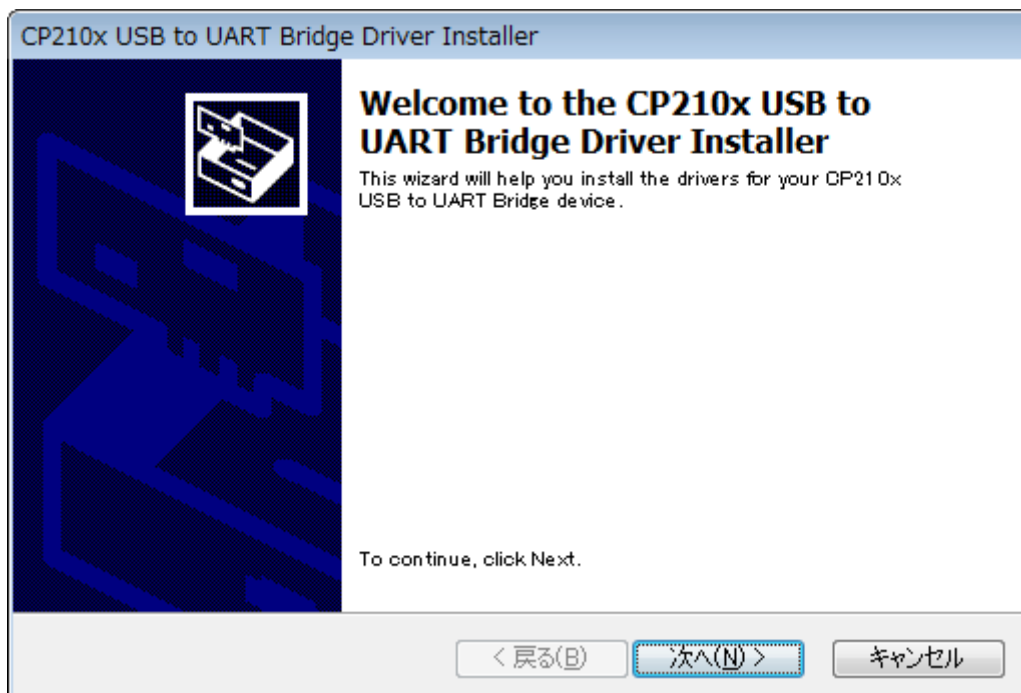 CP210x USB to UART Bridge Driver Installer
Welcome to the CP210x USB to
UART Bridge Driver Installer
This wizard will help you install the drivers for your CP210x
USB to UART Bridge device.
To continue, click Next.
< 戻る(B) 次へ(N) > キャンセル